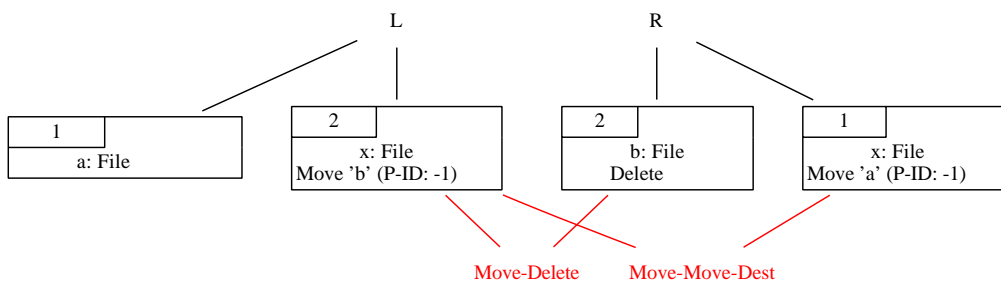 L R
1 2 2 1
a: File x: File b: File x: File
Move 'b' (P-ID: -1) Delete Move 'a' (P-ID: -1)
Move-Delete Move-Move-Dest